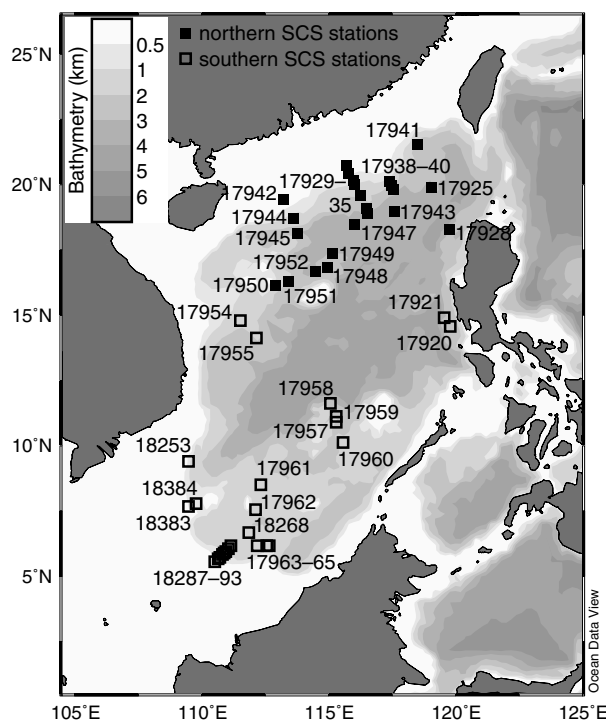 25°N
20°N
15°N
10°N
5°N
Bathymetry (km)
0.5
1
2
3
4
5
6
northern SCS stations
southern SCS stations
17941
17938–40
17929–
35
17925
17942
17944
17943
17945
17947
17928
17952
17949
17948
17950
17951
17954
17921
17955
17920
17958
17959
17957
17960
18253
17961
18384
17962
18383
18268
17963–65
18287–93
105°E
110°E
115°E
120°E
125°E
Ocean Data View